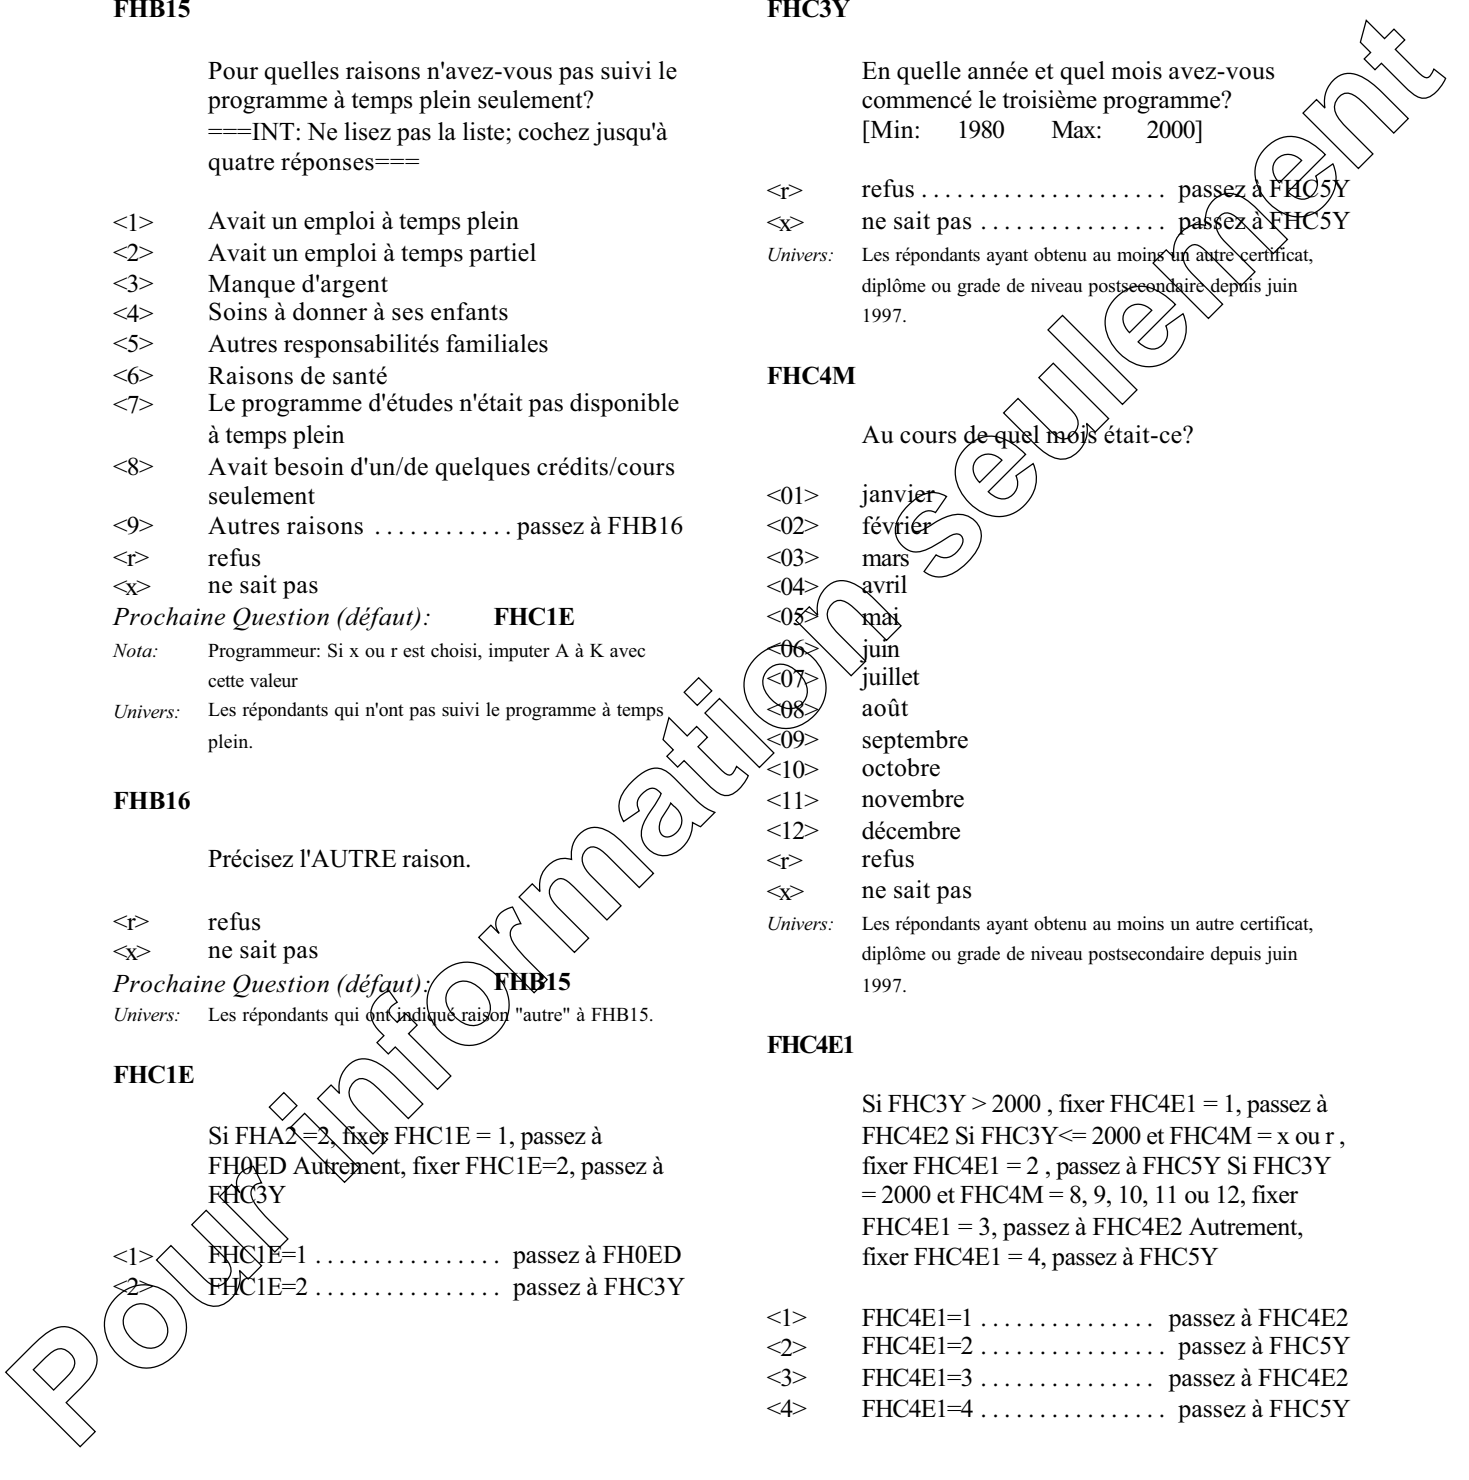 FHB15
Pour quelles raisons n'avez-vous pas suivi le
programme à temps plein seulement?
===INT: Ne lisez pas la liste; cochez jusqu'à
quatre réponses===
<1> Avait un emploi à temps plein
<2> Avait un emploi à temps partiel
<3> Manque d'argent
<4> Soins à donner à ses enfants
<5> Autres responsabilités familiales
<6> Raisons de santé
<7> Le programme d'études n'était pas disponible
à temps plein
<8> Avait besoin d'un/de quelques crédits/cours
seulement
<9> Autres raisons . . . . . . . . . . . . passez à FHB16
<r> refus
<x> ne sait pas
Prochaine Question (défaut): FHC1E
Nota: Programmeur: Si x ou r est choisi, imputer A à K avec
cette valeur
Univers: Les répondants qui n'ont pas suivi le programme à temps
plein.
FHB16
Précisez l'AUTRE raison.
<r> refus
<x> ne sait pas
Prochaine Question (défaut): FHB15
Univers: Les répondants qui ont indiqué raison "autre" à FHB15.
FHC1E
Si FHA2 =2, fixer FHC1E = 1, passez à
FH0ED Autrement, fixer FHC1E=2, passez à
FHC3Y
<1> FHC1E=1 . . . . . . . . . . . . . . . . passez à FH0ED
<2> FHC1E=2 . . . . . . . . . . . . . . . . passez à FHC3Y
FHC3Y
En quelle année et quel mois avez-vous
commencé le troisième programme?
[Min: 1980 Max: 2000]
<r> refus . . . . . . . . . . . . . . . . . . . . . passez à FHC5Y
<x> ne sait pas . . . . . . . . . . . . . . . . passez à FHC5Y
Univers: Les répondants ayant obtenu au moins un autre certificat,
diplôme ou grade de niveau postsecondaire depuis juin
1997.
FHC4M
Au cours de quel mois était-ce?
<01> janvier
<02> février
<03> mars
<04> avril
<05> mai
<06> juin
<07> juillet
<08> août
<09> septembre
<10> octobre
<11> novembre
<12> décembre
<r> refus
<x> ne sait pas
Univers: Les répondants ayant obtenu au moins un autre certificat,
diplôme ou grade de niveau postsecondaire depuis juin
1997.
FHC4E1
Si FHC3Y > 2000 , fixer FHC4E1 = 1, passez à
FHC4E2 Si FHC3Y<= 2000 et FHC4M = x ou r ,
fixer FHC4E1 = 2 , passez à FHC5Y Si FHC3Y
= 2000 et FHC4M = 8, 9, 10, 11 ou 12, fixer
FHC4E1 = 3, passez à FHC4E2 Autrement,
fixer FHC4E1 = 4, passez à FHC5Y
<1> FHC4E1=1 . . . . . . . . . . . . . . . passez à FHC4E2
<2> FHC4E1=2 . . . . . . . . . . . . . . . . passez à FHC5Y
<3> FHC4E1=3 . . . . . . . . . . . . . . . passez à FHC4E2
<4> FHC4E1=4 . . . . . . . . . . . . . . . . passez à FHC5Y
Pour information seulement